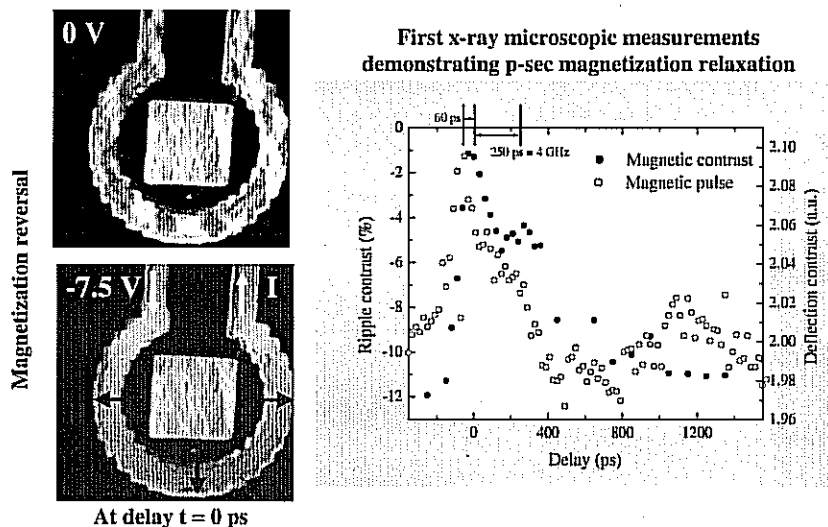 0 V
-7.5 V
I
Magnetization reversal
At delay t = 0 ps
First x-ray microscopic measurements
demonstrating p-sec magnetization relaxation
60 ps
250 ps = 4 GHz
Magnetic contrast
Magnetic pulse
Ripple contrast (%)
0
-2
-4
-6
-8
-10
-12
Deflection contrast (a.u.)
2.10
2.08
2.06
2.04
2.02
2.00
1.98
1.96
0
400
800
1200
Delay (ps)